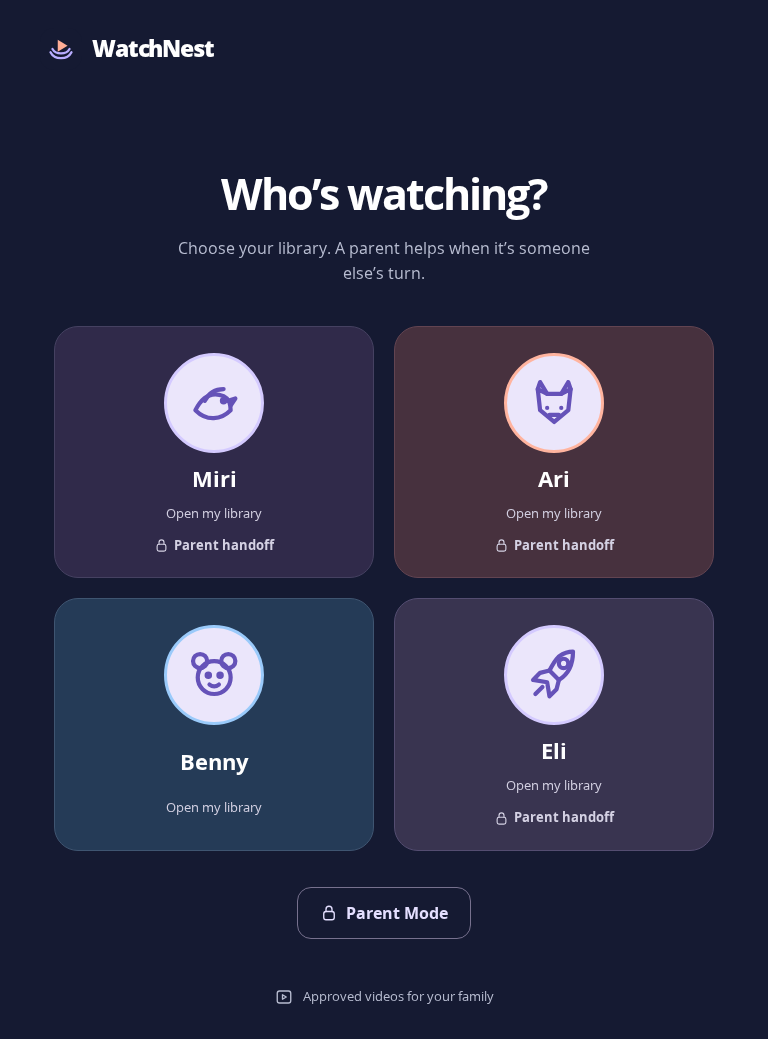 WatchNest
Who’s watching?
Choose your library. A parent helps when it’s someone
else’s turn.
Miri
Open my library
Parent handoff
Ari
Open my library
Parent handoff
Benny
Open my library
Eli
Open my library
Parent handoff
Parent Mode
Approved videos for your family